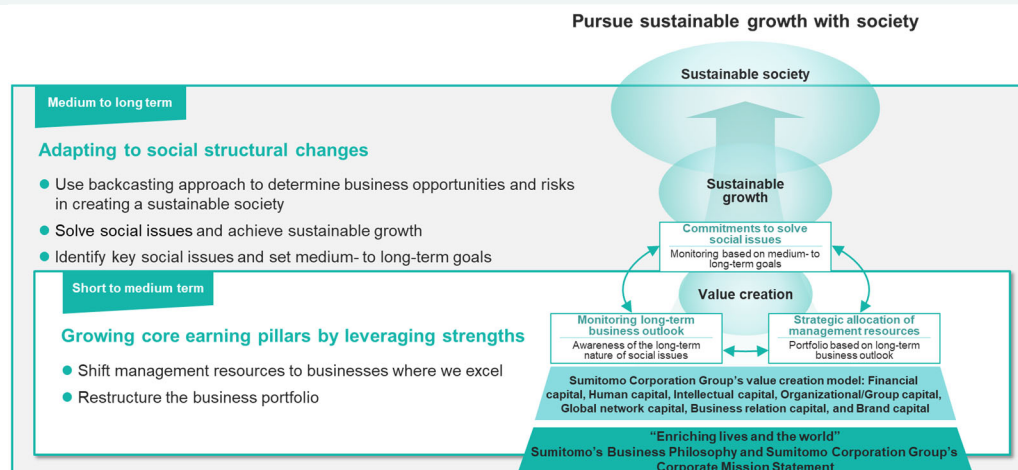 Pursue sustainable growth with society
Sustainable society
Medium to long term
Adapting to social structural changes
● Use backcasting approach to determine business opportunities and risks
in creating a sustainable society
● Solve social issues and achieve sustainable growth
● Identify key social issues and set medium- to long-term goals
Sustainable
growth
Commitments to solve
social issues
Monitoring based on medium- to
long-term goals
Short to medium term
Growing core earning pillars by leveraging strengths
● Shift management resources to businesses where we excel
● Restructure the business portfolio
Value creation
Monitoring long-term
business outlook
Awareness of the long-term
nature of social issues
Strategic allocation of
management resources
Portfolio based on long-term
business outlook
Sumitomo Corporation Group's value creation model: Financial
capital, Human capital, Intellectual capital, Organizational/Group capital,
Global network capital, Business relation capital, and Brand capital
"Enriching lives and the world"
Sumitomo's Business Philosophy and Sumitomo Corporation Group's
Corporate Mission Statement